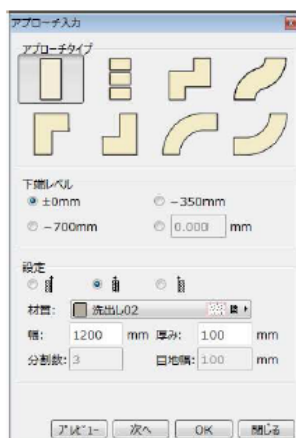 アプローチ入力
アプローチタイプ
下端レベル
±0mm
-350mm
-700mm
0.000 mm
設定
材質: 洗出し02
幅: 1200 mm 厚み: 100 mm
分割数: 3 目地幅: 100 mm
プレビュー 次へ OK 閉じる